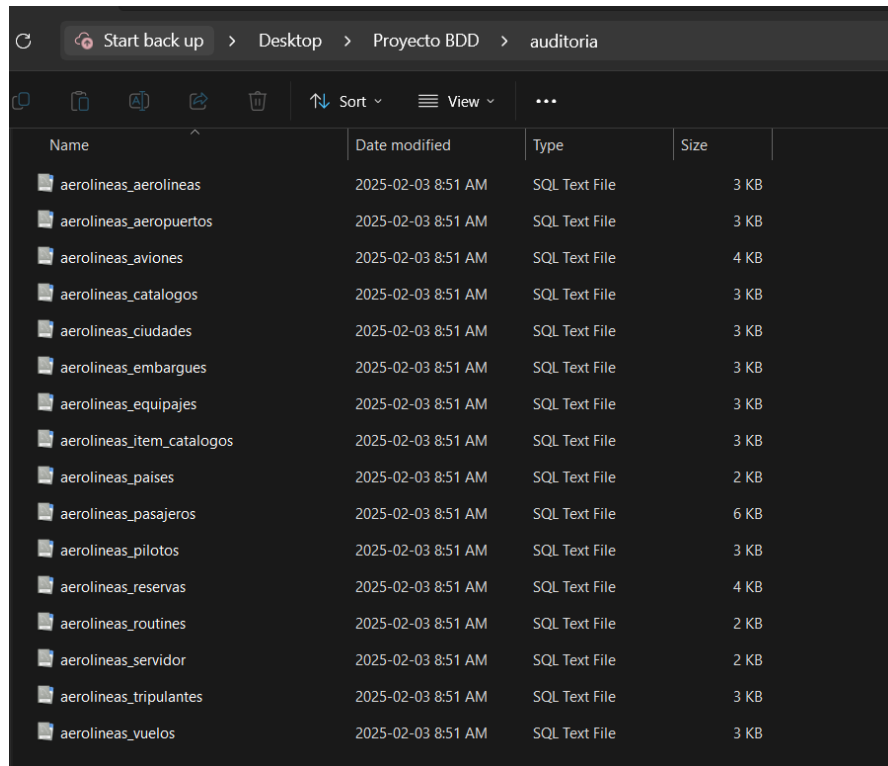 Start back up > Desktop > Proyecto BDD > auditoria
Sort View
Name Date modified Type Size
aerolineas_aerolineas 2025-02-03 8:51 AM SQL Text File 3 KB
aerolineas_aeropuertos 2025-02-03 8:51 AM SQL Text File 3 KB
aerolineas_aviones 2025-02-03 8:51 AM SQL Text File 4 KB
aerolineas_catalogos 2025-02-03 8:51 AM SQL Text File 3 KB
aerolineas_ciudades 2025-02-03 8:51 AM SQL Text File 3 KB
aerolineas_embargues 2025-02-03 8:51 AM SQL Text File 3 KB
aerolineas_equipajes 2025-02-03 8:51 AM SQL Text File 3 KB
aerolineas_item_catalogos 2025-02-03 8:51 AM SQL Text File 3 KB
aerolineas_paises 2025-02-03 8:51 AM SQL Text File 2 KB
aerolineas_pasajeros 2025-02-03 8:51 AM SQL Text File 6 KB
aerolineas_pilotos 2025-02-03 8:51 AM SQL Text File 3 KB
aerolineas_reservas 2025-02-03 8:51 AM SQL Text File 4 KB
aerolineas_routines 2025-02-03 8:51 AM SQL Text File 2 KB
aerolineas_servidor 2025-02-03 8:51 AM SQL Text File 2 KB
aerolineas_tripulantes 2025-02-03 8:51 AM SQL Text File 3 KB
aerolineas_vuelos 2025-02-03 8:51 AM SQL Text File 3 KB